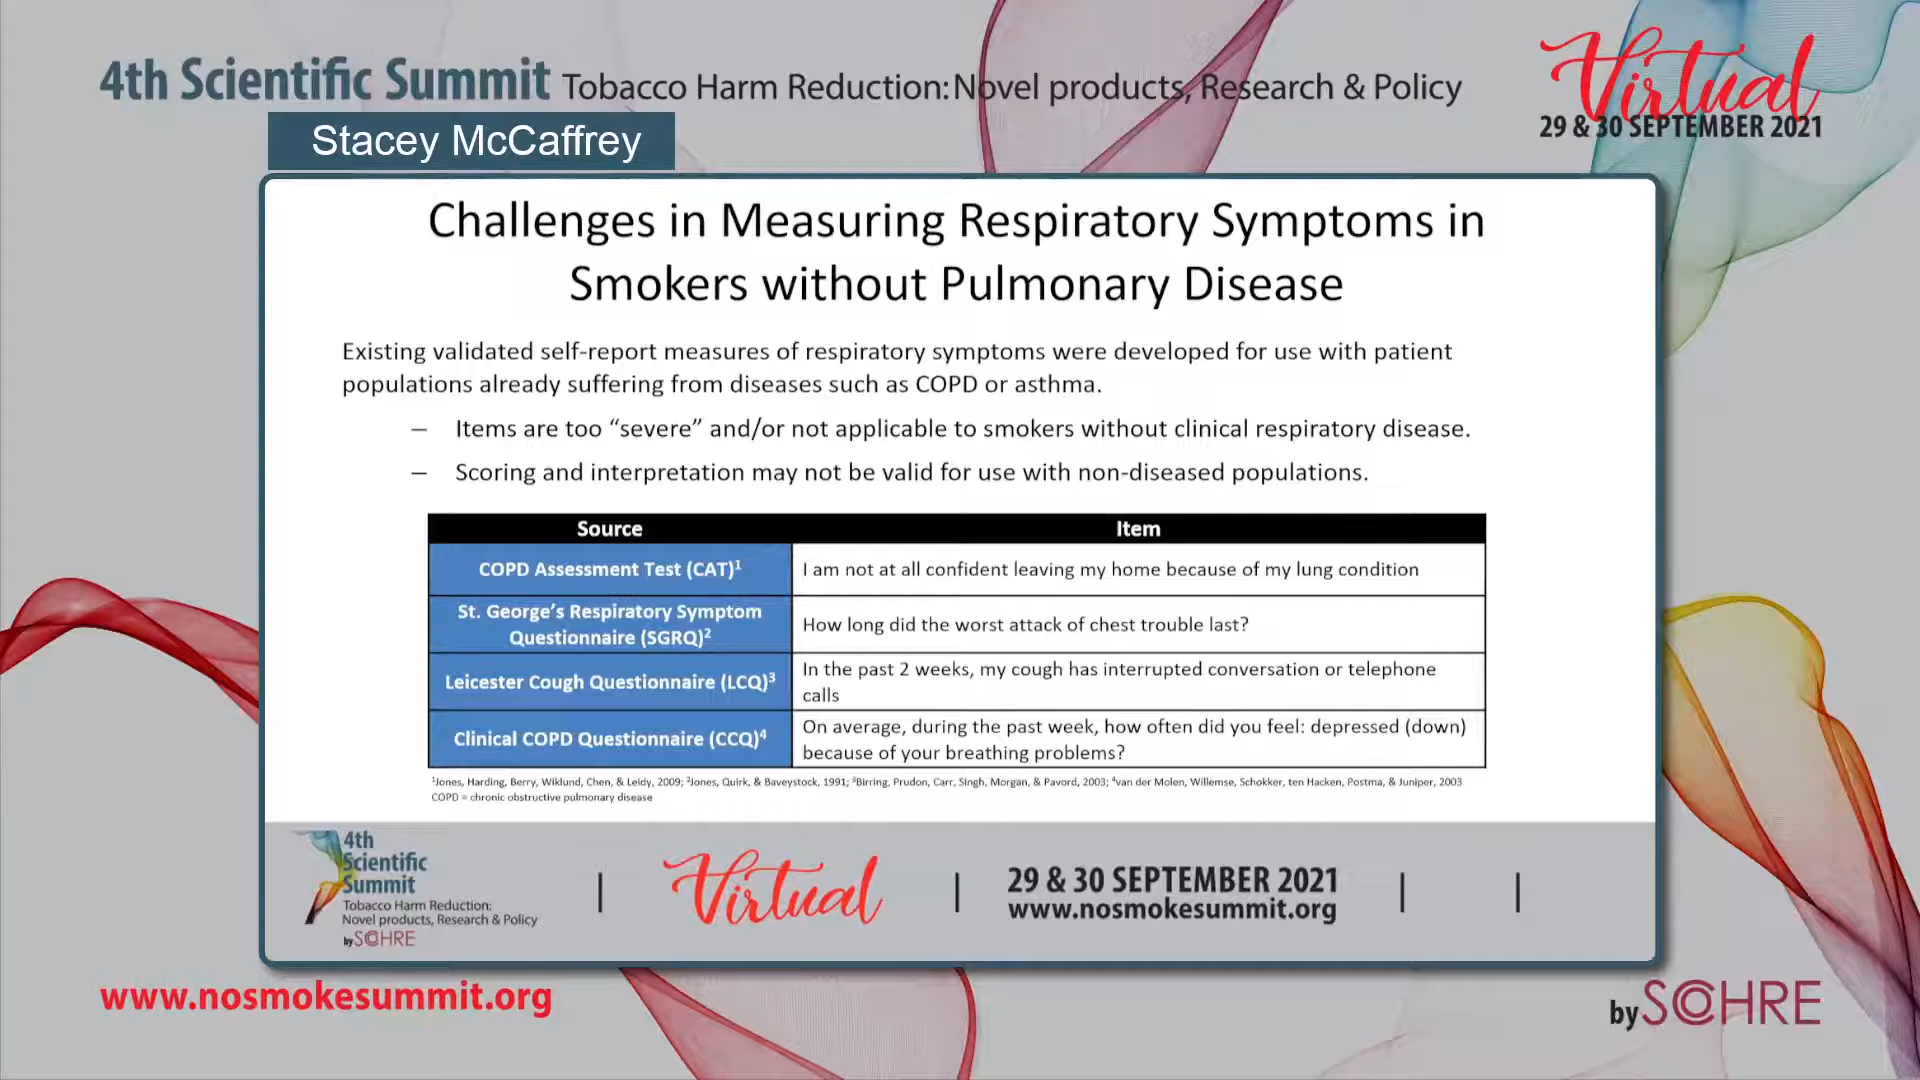 4th Scientific Summit Tobacco Harm Reduction: Novel products, Research & Policy
Virtual
29 & 30 SEPTEMBER 2021
Stacey McCaffrey
Challenges in Measuring Respiratory Symptoms in
Smokers without Pulmonary Disease
Existing validated self-report measures of respiratory symptoms were developed for use with patient
populations already suffering from diseases such as COPD or asthma.
– Items are too “severe” and/or not applicable to smokers without clinical respiratory disease.
– Scoring and interpretation may not be valid for use with non-diseased populations.
Source Item
COPD Assessment Test (CAT)¹ I am not at all confident leaving my home because of my lung condition
St. George’s Respiratory Symptom
Questionnaire (SGRQ)² How long did the worst attack of chest trouble last?
Leicester Cough Questionnaire (LCQ)³ In the past 2 weeks, my cough has interrupted conversation or telephone
calls
Clinical COPD Questionnaire (CCQ)⁴ On average, during the past week, how often did you feel: depressed (down)
because of your breathing problems?
¹Jones, Harding, Berry, Wiklund, Chen, & Leidy, 2009; ²Jones, Quirk, & Baveystock, 1991; ³Birring, Prudon, Carr, Singh, Morgan, & Pavord, 2003; ⁴van der Molen, Willemse, Schokker, ten Hacken, Postma, & Juniper, 2003
COPD = chronic obstructive pulmonary disease
4th
Scientific
Summit
Tobacco Harm Reduction:
Novel products, Research & Policy
by SCOHRE
Virtual
29 & 30 SEPTEMBER 2021
www.nosmokesummit.org
www.nosmokesummit.org
by SCOHRE